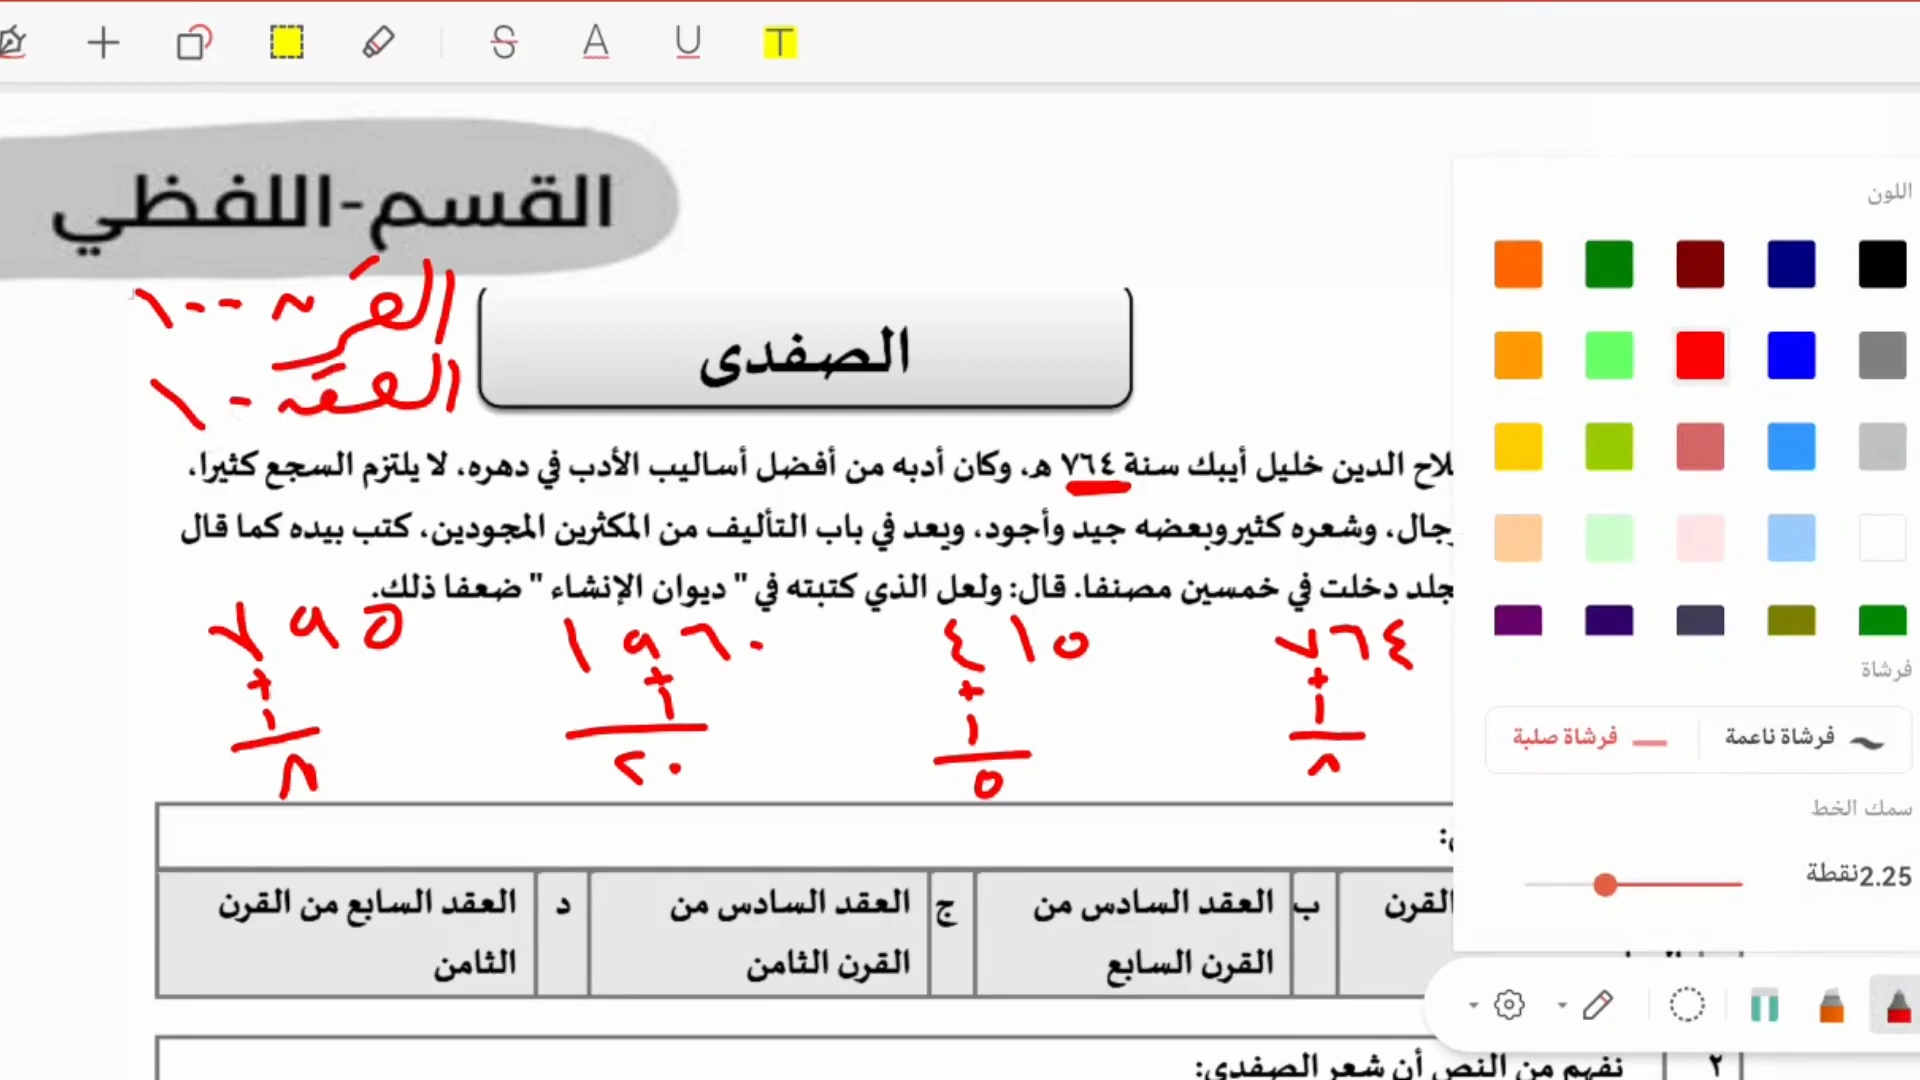 القسم-اللفظي
القرن -١٠٠
العقد -١٠
الصفدى
صلاح الدين خليل أيبك سنة ٧٦٤ هـ، وكان أدبه من أفضل أساليب الأدب في دهره، لا يلتزم السجع كثيرا،
وشعره كثير وبعضه جيد وأجود، ويعد في باب التأليف من المكثرين المجودين، كتب بيده كما قال
دخلت في خمسين مصنفا. قال: ولعل الذي كتبته في " ديوان الإنشاء " ضعفا ذلك.
٧٦٤ + ١ ٨
٤١٥ + ١ ٥
١٩٦٠ + ١ ٢٠
٧٩٥ + ١ ٨
القرن
ب العقد السادس من القرن السابع
ج العقد السادس من القرن الثامن
د العقد السابع من القرن الثامن
٢ نفهم من النص أن شعر الصفدي:
اللون
فرشاة
فرشاة ناعمة
فرشاة صلبة
سمك الخط
2.25نقطة